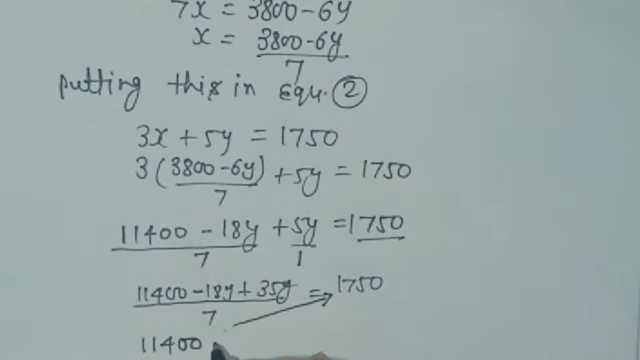 7x = 3800 - 6y
x = 3800-6y / 7
Putting this in Equ. ②
3x + 5y = 1750
3 (3800 - 6y / 7) + 5y = 1750
11400 - 18y / 7 + 5y / 1 = 1750
11400 - 18y + 35y / 7 = 1750
11400